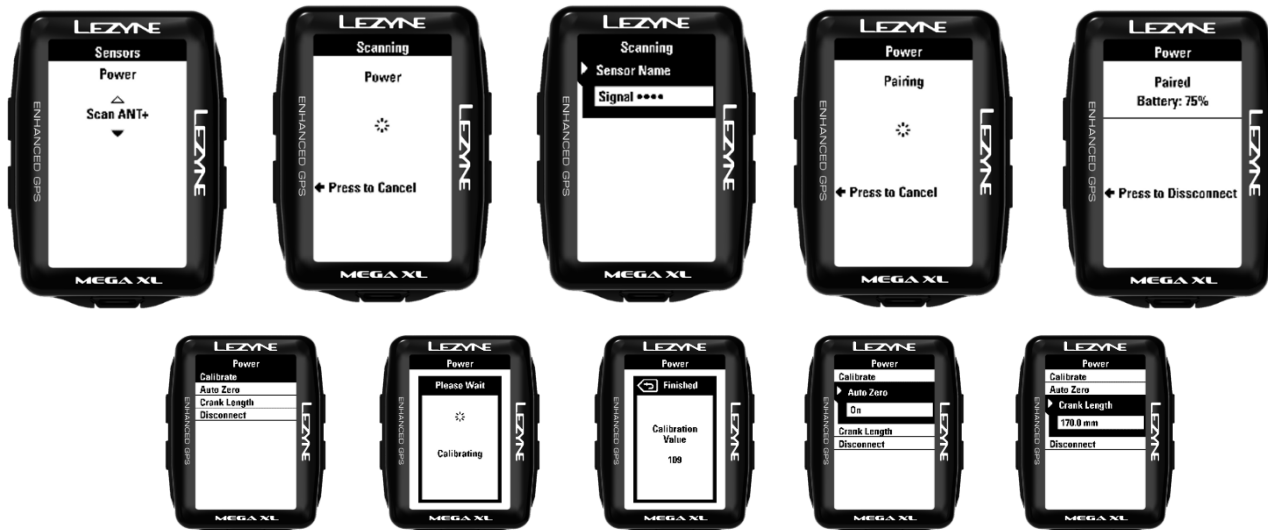 LEZYNE
Sensors
Power
Scan ANT+
ENHANCED GPS
LEZYNE
MEGA XL
LEZYNE
Scanning
Power
Press to Cancel
ENHANCED GPS
LEZYNE
MEGA XL
LEZYNE
Scanning
Sensor Name
Signal ••••
ENHANCED GPS
LEZYNE
MEGA XL
LEZYNE
Power
Pairing
Press to Cancel
ENHANCED GPS
LEZYNE
MEGA XL
LEZYNE
Power
Paired
Battery: 75%
Press to Dissconnect
ENHANCED GPS
LEZYNE
MEGA XL
LEZYNE
Power
Calibrate
Auto Zero
Crank Length
Disconnect
ENHANCED GPS
LEZYNE
MEGA XL
LEZYNE
Power
Please Wait
Calibrating
ENHANCED GPS
LEZYNE
MEGA XL
LEZYNE
Power
Finished
Calibration
Value
109
ENHANCED GPS
LEZYNE
MEGA XL
LEZYNE
Power
Calibrate
Auto Zero
On
Crank Length
Disconnect
ENHANCED GPS
LEZYNE
MEGA XL
LEZYNE
Power
Calibrate
Auto Zero
Crank Length
170.0 mm
Disconnect
ENHANCED GPS
LEZYNE
MEGA XL